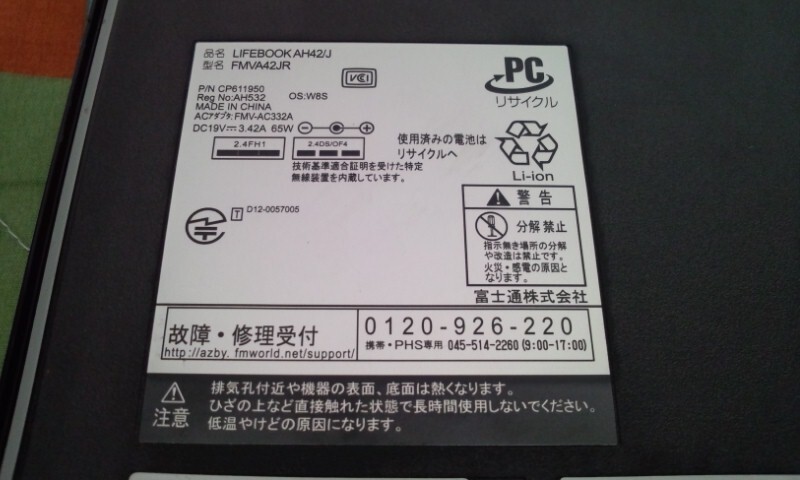 品名 LIFEBOOK AH42/J
型名 FMVA42JR
VCCI
P/N CP611950
Reg No:AH532 OS:W8S
MADE IN CHINA
ACアダプタ:FMV-AC332A
DC19V⎓3.42A 65W
2.4FH1
2.4DS/OF4
技術基準適合証明を受けた特定
無線装置を内蔵しています。
T D12-0057005
PC
リサイクル
使用済みの電池は
リサイクルへ
Li-ion
警告
分解禁止
指示無き場所の分解
や改造は禁止です。
火災・感電の原因と
なります。
富士通株式会社
故障・修理受付
http://azby.fmworld.net/support/
0120-926-220
携帯・PHS専用 045-514-2260(9:00-17:00)
注意
排気孔付近や機器の表面、底面は熱くなります。
ひざの上など直接触れた状態で長時間使用しないでください。
低温やけどの原因になります。